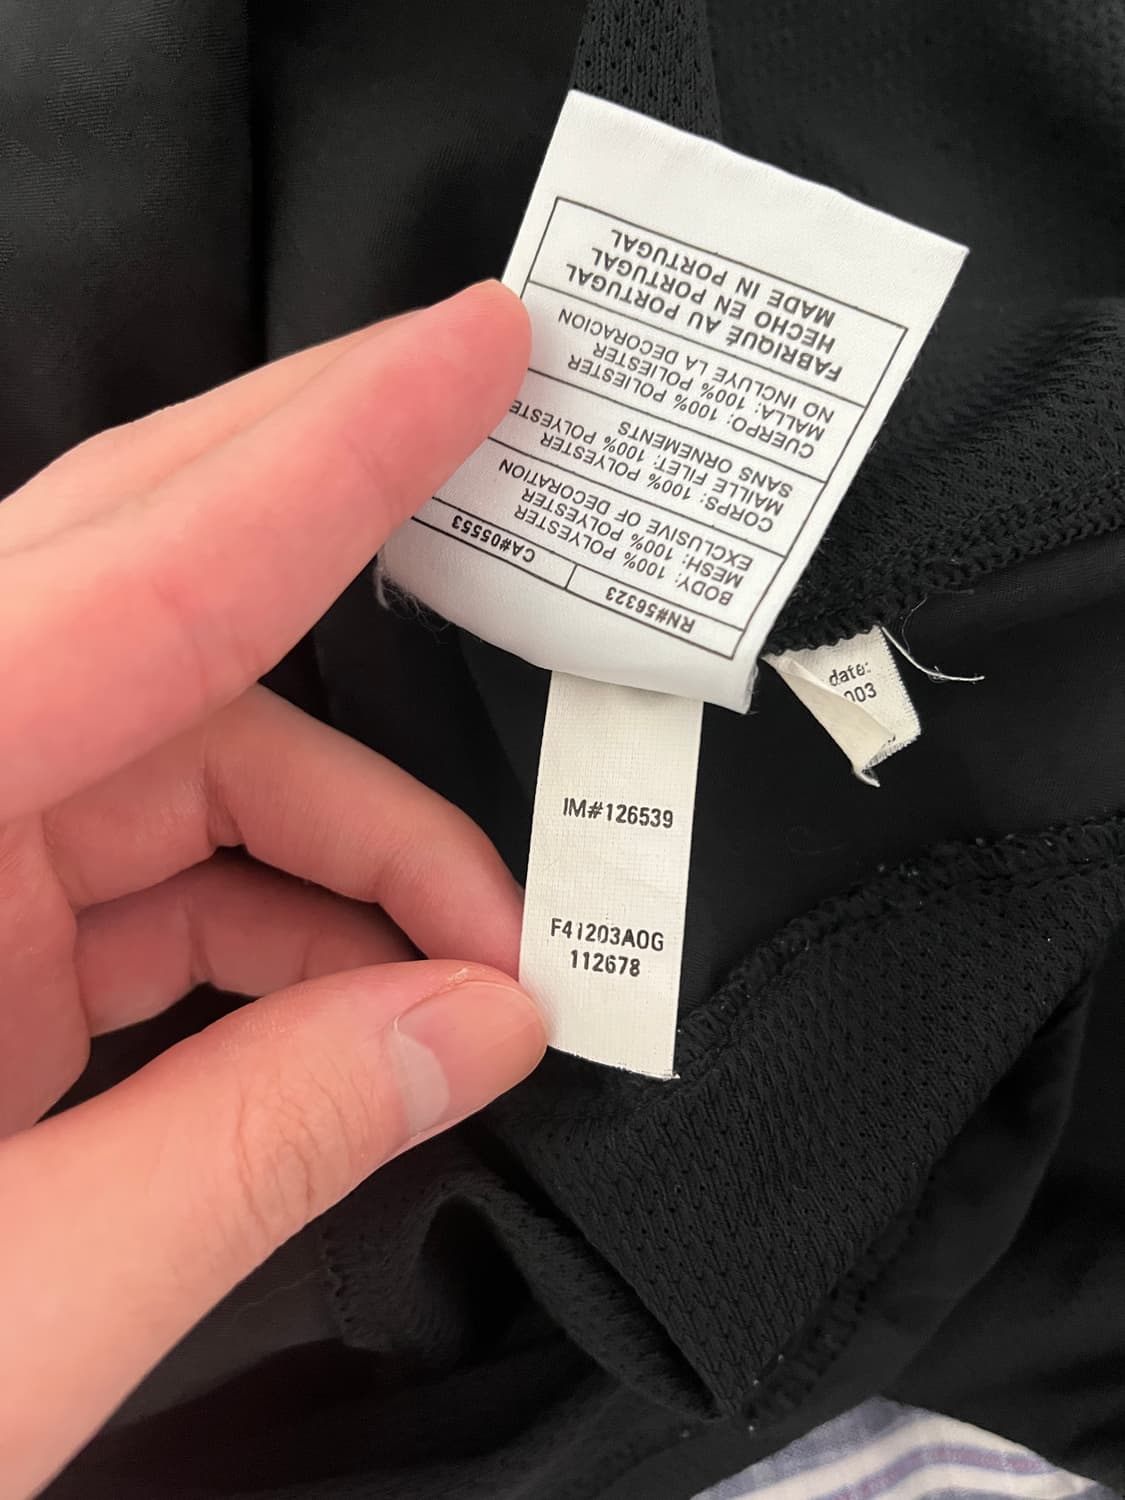 MADE IN PORTUGAL
HECHO EN PORTUGAL
FABRIQUÉ AU PORTUGAL
NO INCLUYE LA DECORACION
MALLA: 100% POLIESTER
CUERPO: 100% POLIESTER
SANS ORNEMENTS
MAILLE FILET: 100% POLYESTE
CORPS: 100% POLYESTER
EXCLUSIVE OF DECORATION
MESH: 100% POLYESTER
BODY: 100% POLYESTER
RN#56323 CA#05553
date:
003
IM#126539
F41203AOG
112678